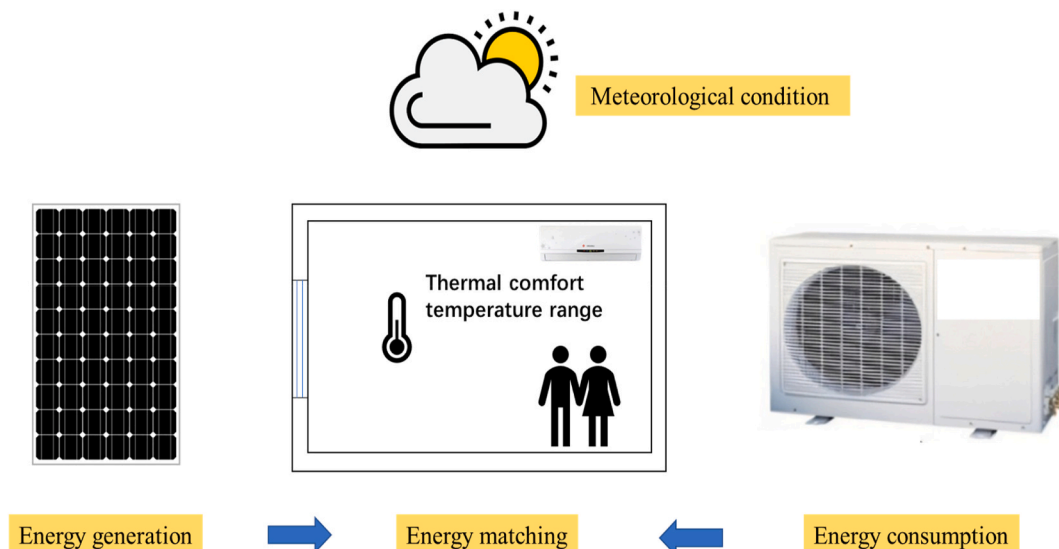 Meteorological condition
Thermal comfort
temperature range
Energy generation
Energy matching
Energy consumption